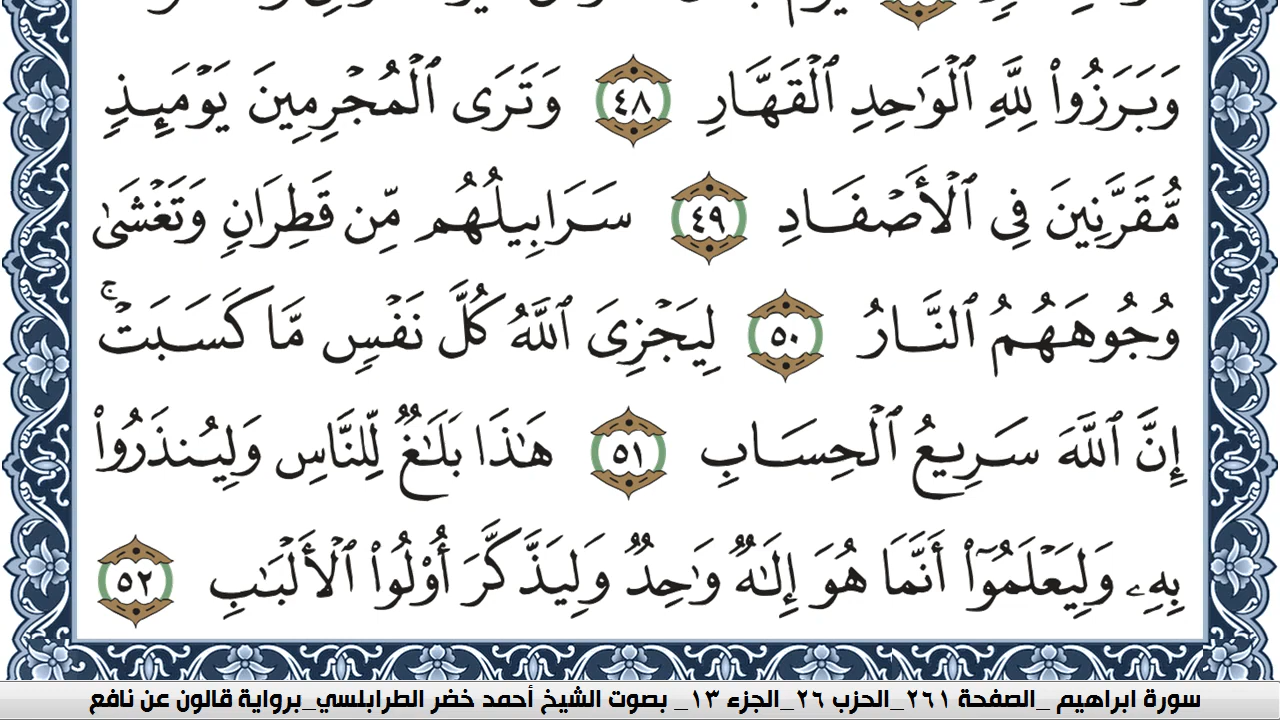 وَبَرَزُوا۟ لِلَّهِ ٱلْوَٰحِدِ ٱلْقَهَّارِ ٤٨ وَتَرَى ٱلْمُجْرِمِينَ يَوْمَئِذٍ
مُّقَرَّنِينَ فِى ٱلْأَصْفَادِ ٤٩ سَرَابِيلُهُم مِّن قَطِرَانٍ وَتَغْشَىٰ
وُجُوهَهُمُ ٱلنَّارُ ٥٠ لِيَجْزِىَ ٱللَّهُ كُلَّ نَفْسٍ مَّا كَسَبَتْ ۚ
إِنَّ ٱللَّهَ سَرِيعُ ٱلْحِسَابِ ٥١ هَٰذَا بَلَٰغٌ لِّلنَّاسِ وَلِيُنذَرُوا۟
بِهِۦ وَلِيَعْلَمُوٓا۟ أَنَّمَا هُوَ إِلَٰهٌ وَٰحِدٌ وَلِيَذَّكَّرَ أُو۟لُوا۟ ٱلْأَلْبَٰبِ ٥٢
سورة ابراهيم _الصفحة ٢٦١_الحزب ٢٦_الجزء ١٣_ بصوت الشيخ أحمد خضر الطرابلسي_برواية قالون عن نافع